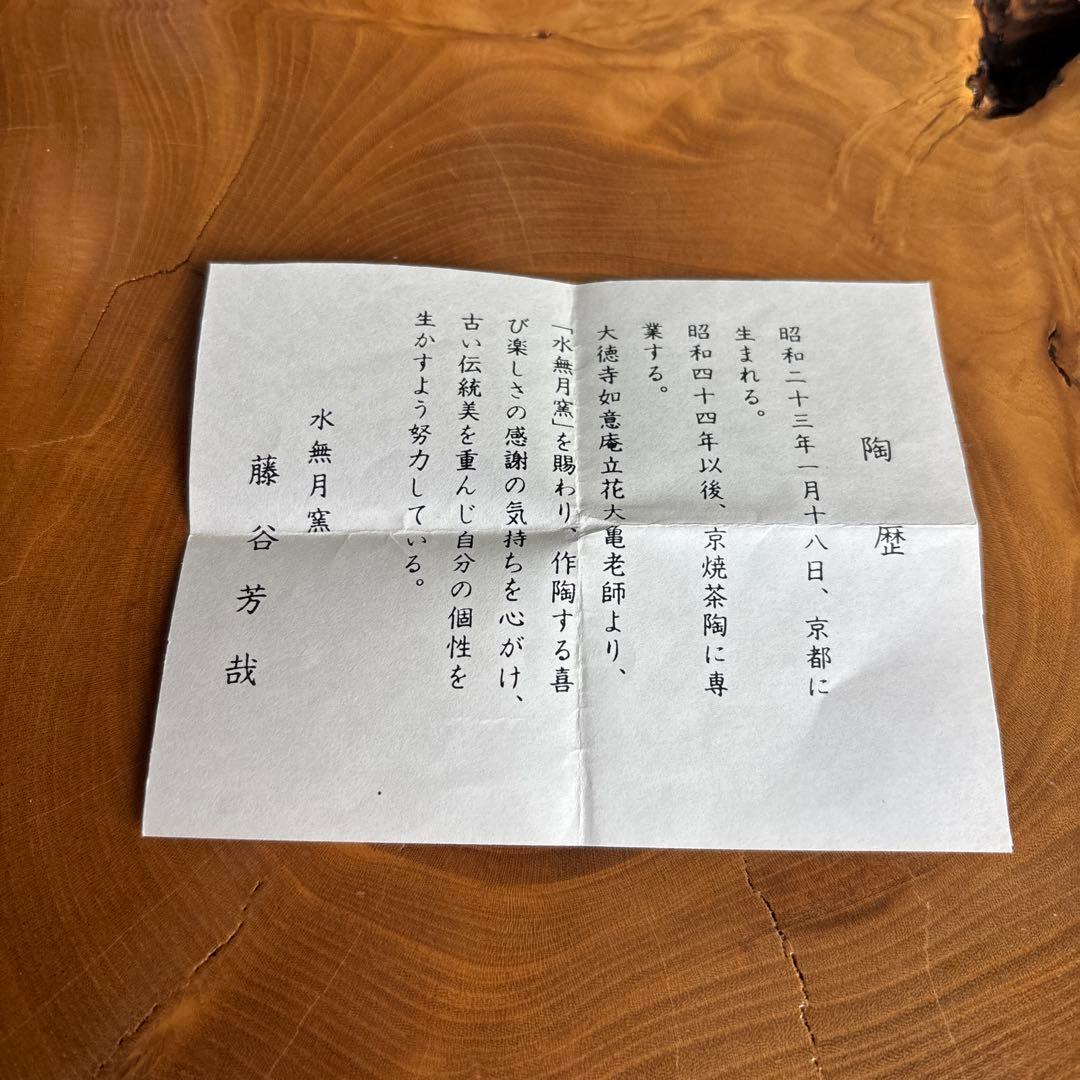 陶歴
昭和二十三年一月十八日、京都に
生まれる。
昭和四十四年以後、京焼茶陶に専
業する。
大徳寺如意庵立花大亀老師より、
「水無月窯」を賜わり、作陶する喜
び楽しさの感謝の気持ちを心がけ、
古い伝統美を重んじ自分の個性を
生かすよう努力している。
水無月窯
藤谷芳哉